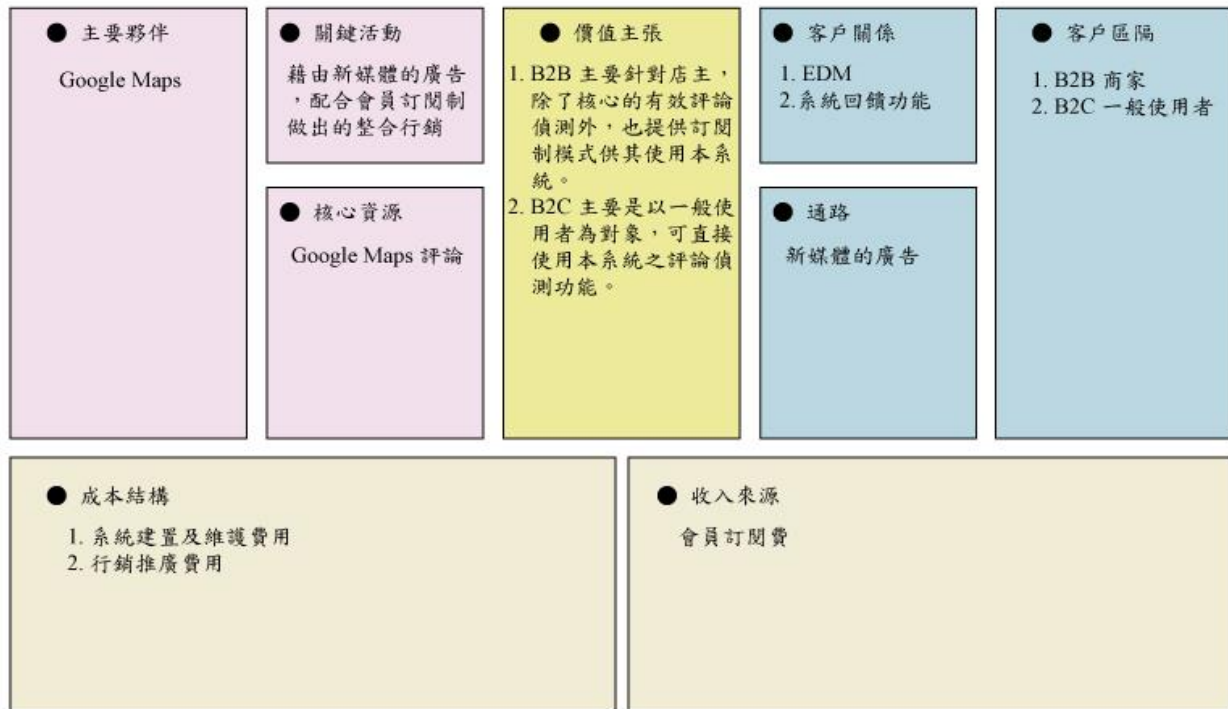 ● 主要夥伴
Google Maps
● 關鍵活動
藉由新媒體的廣告
，配合會員訂閱制
做出的整合行銷
● 核心資源
Google Maps 評論
● 價值主張
1. B2B 主要針對店主，
除了核心的有效評論
偵測外，也提供訂閱
制模式供其使用本系
統。
2. B2C 主要是以一般使
用者為對象，可直接
使用本系統之評論偵
測功能。
● 客戶關係
1. EDM
2.系統回饋功能
● 通路
新媒體的廣告
● 客戶區隔
1. B2B 商家
2. B2C 一般使用者
● 成本結構
1. 系統建置及維護費用
2. 行銷推廣費用
● 收入來源
會員訂閱費